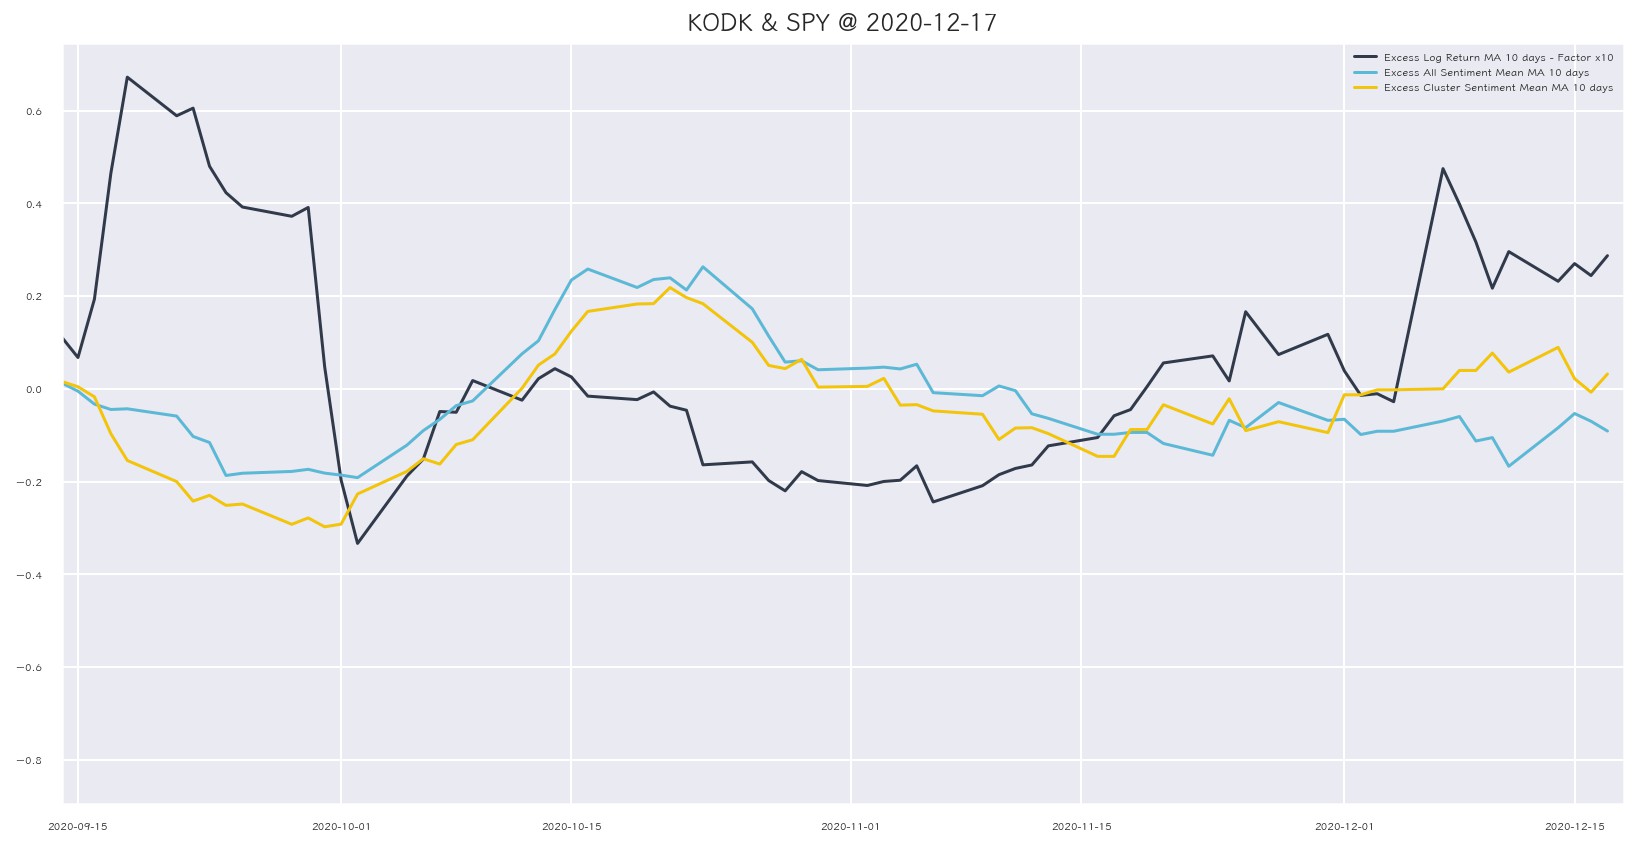 KODK & SPY @ 2020-12-17
Excess Log Return MA 10 days - Factor x10
Excess All Sentiment Mean MA 10 days
Excess Cluster Sentiment Mean MA 10 days
0.6
0.4
0.2
0.0
−0.2
−0.4
−0.6
−0.8
2020-09-15 2020-10-01 2020-10-15 2020-11-01 2020-11-15 2020-12-01 2020-12-15